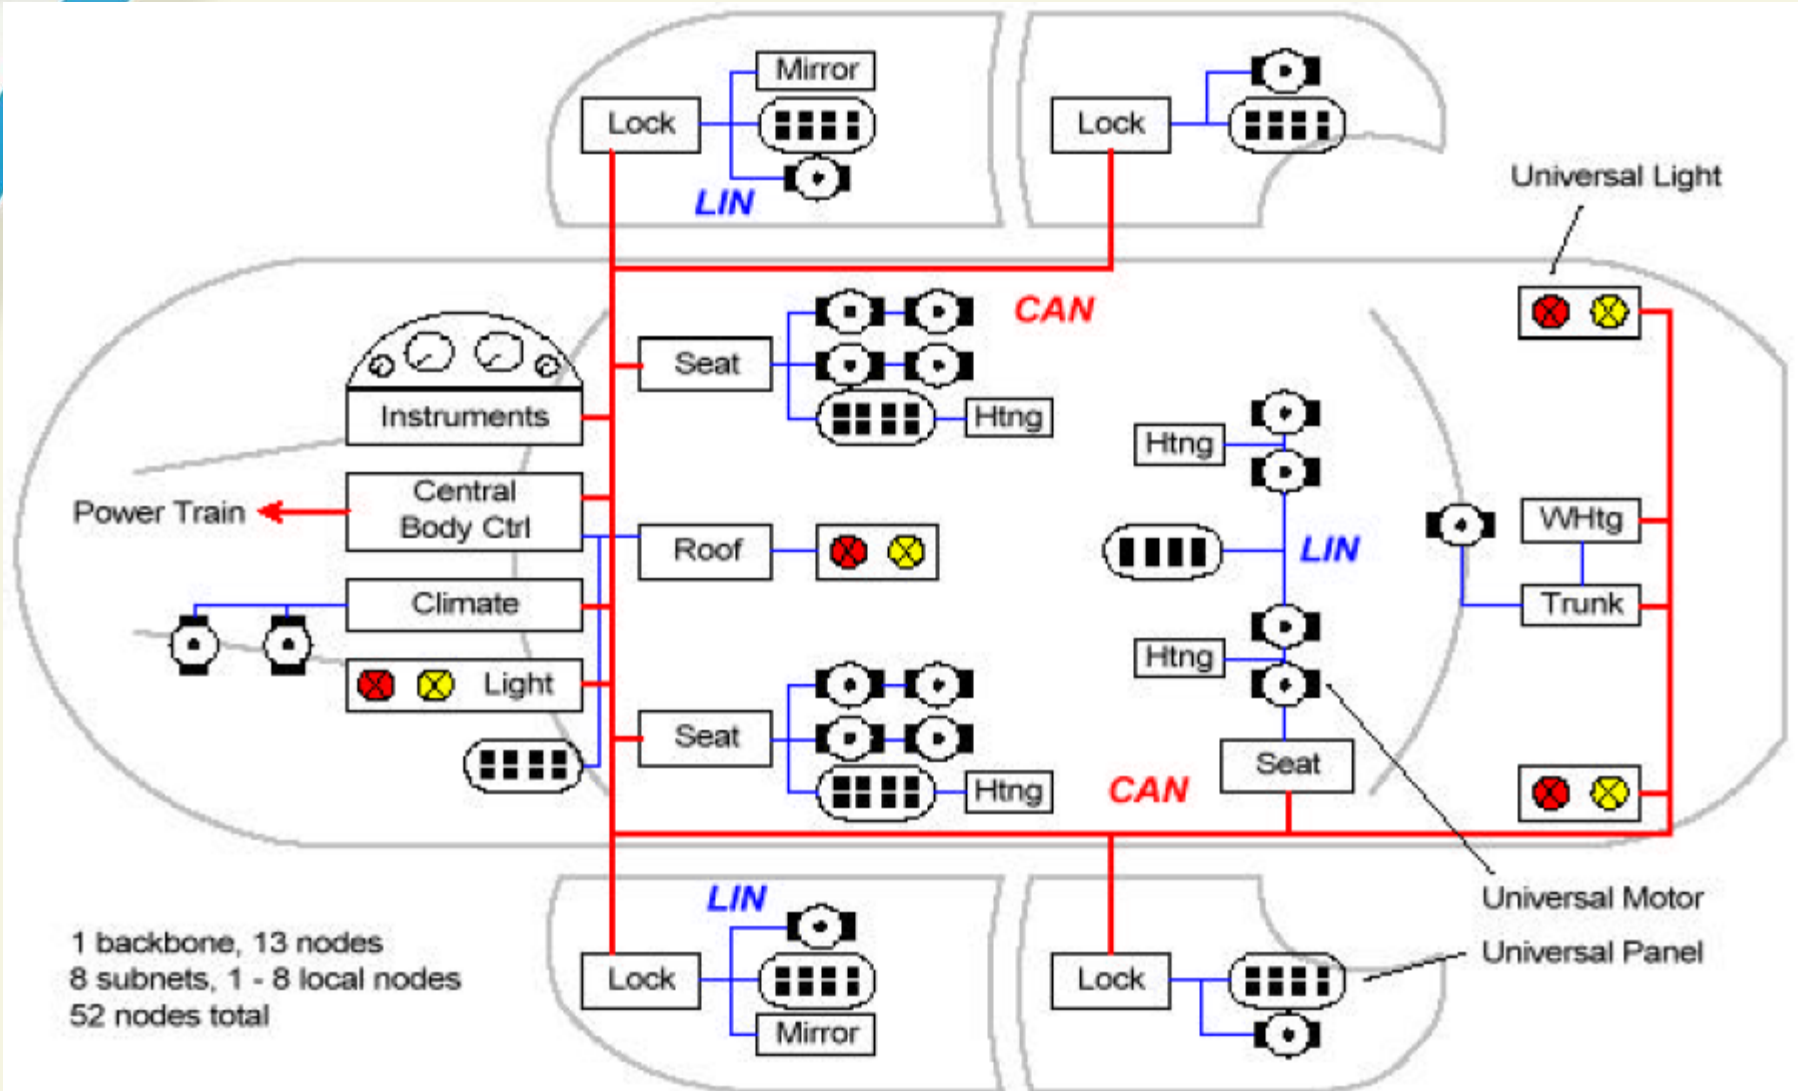 Mirror
Lock
LIN
Lock
Universal Light
CAN
Seat
Htng
Instruments
Htng
Central
Body Ctrl
Power Train
Roof
LIN
WHtg
Climate
Trunk
Light
Htng
Seat
Htng
CAN
Seat
LIN
Universal Motor
Universal Panel
1 backbone, 13 nodes
8 subnets, 1 - 8 local nodes
52 nodes total
Lock
Mirror
Lock